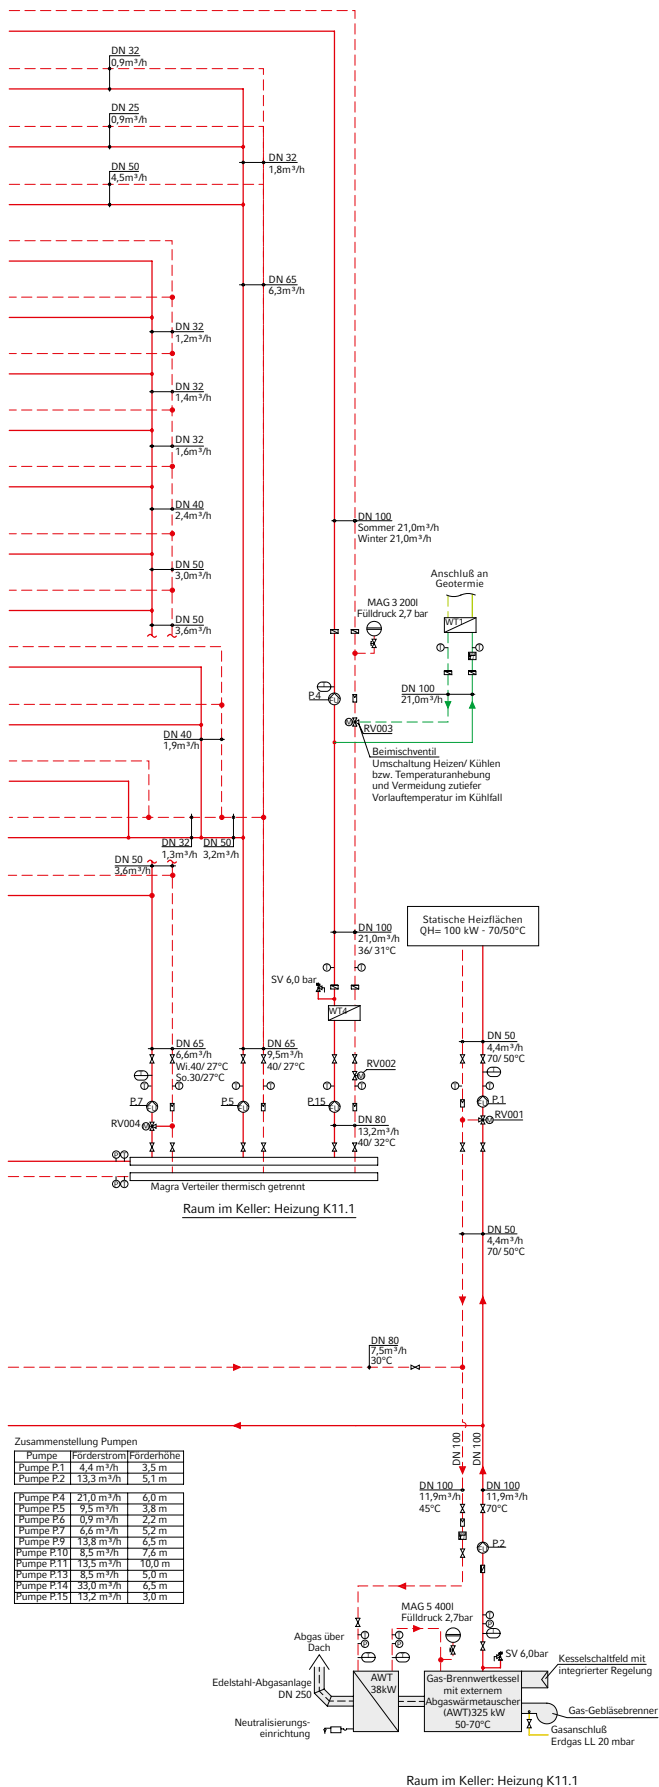 DN 32
0,9m³/h
DN 25
0,9m³/h
DN 32
1,8m³/h
DN 50
4,5m³/h
DN 65
6,3m³/h
DN 32
1,2m³/h
DN 32
1,4m³/h
DN 32
1,6m³/h
DN 40
2,4m³/h
DN 100
Sommer 21,0m³/h
Winter 21,0m³/h
DN 50
3,0m³/h
Anschluß an
Geotermie
MAG 3 200l
Fülldruck 2,7 bar
DN 50
3,6m³/h
WT1
T
T
T
P.4
DN 100
21,0m³/h
M
RV003
DN 40
1,9m³/h
Beimischventil
Umschaltung Heizen/ Kühlen
bzw. Temperaturanhebung
und Vermeidung zutiefer
Vorlauftemperatur im Kühlfall
DN 32
1,3m³/h
DN 50
3,2m³/h
DN 50
3,6m³/h
Statische Heizflächen
QH= 100 kW - 70/50°C
DN 100
21,0m³/h
36/ 31°C
T
T
SV 6,0 bar
WT4
DN 65
6,6m³/h
Wi.40/ 27°C
So.30/27°C
DN 65
9,5m³/h
40/ 27°C
DN 50
4,4m³/h
70/ 50°C
RV002
M
T
T
T
T
T
T
T
T
T
T
P.7
P.5
P.15
P.1
RV004
M
DN 80
13,2m³/h
40/ 32°C
M
RV001
P
T
P
T
Magra Verteiler thermisch getrennt
Raum im Keller: Heizung K11.1
DN 50
4,4m³/h
70/ 50°C
DN 80
7,5m³/h
30°C
DN 100
DN 100
Zusammenstellung Pumpen
Pumpe Förderstrom Förderhöhe
Pumpe P.1 4,4 m³/h 3,5 m
Pumpe P.2 13,3 m³/h 5,1 m
Pumpe P.4 21,0 m³/h 6,0 m
Pumpe P.5 9,5 m³/h 3,8 m
Pumpe P.6 0,9 m³/h 2,2 m
Pumpe P.7 6,6 m³/h 5,2 m
Pumpe P.9 13,8 m³/h 6,5 m
Pumpe P.10 8,5 m³/h 7,6 m
Pumpe P.11 13,5 m³/h 10,0 m
Pumpe P.13 8,5 m³/h 5,0 m
Pumpe P.14 33,0 m³/h 6,5 m
Pumpe P.15 13,2 m³/h 3,0 m
DN 100
11,9m³/h
45°C
DN 100
11,9m³/h
70°C
P.2
MAG 5 400l
Fülldruck 2,7bar
T
P
T
P
T
P
Abgas über
Dach
SV 6,0bar
Kesselschaltfeld mit
integrierter Regelung
Edelstahl-Abgasanlage
DN 250
AWT
38kW
Gas-Brennwertkessel
mit externem
Abgaswärmetauscher
(AWT)325 kW
50-70°C
Gas-Gebläsebrenner
Neutralisierungs-
einrichtung
Gasanschluß
Erdgas LL 20 mbar
Raum im Keller: Heizung K11.1